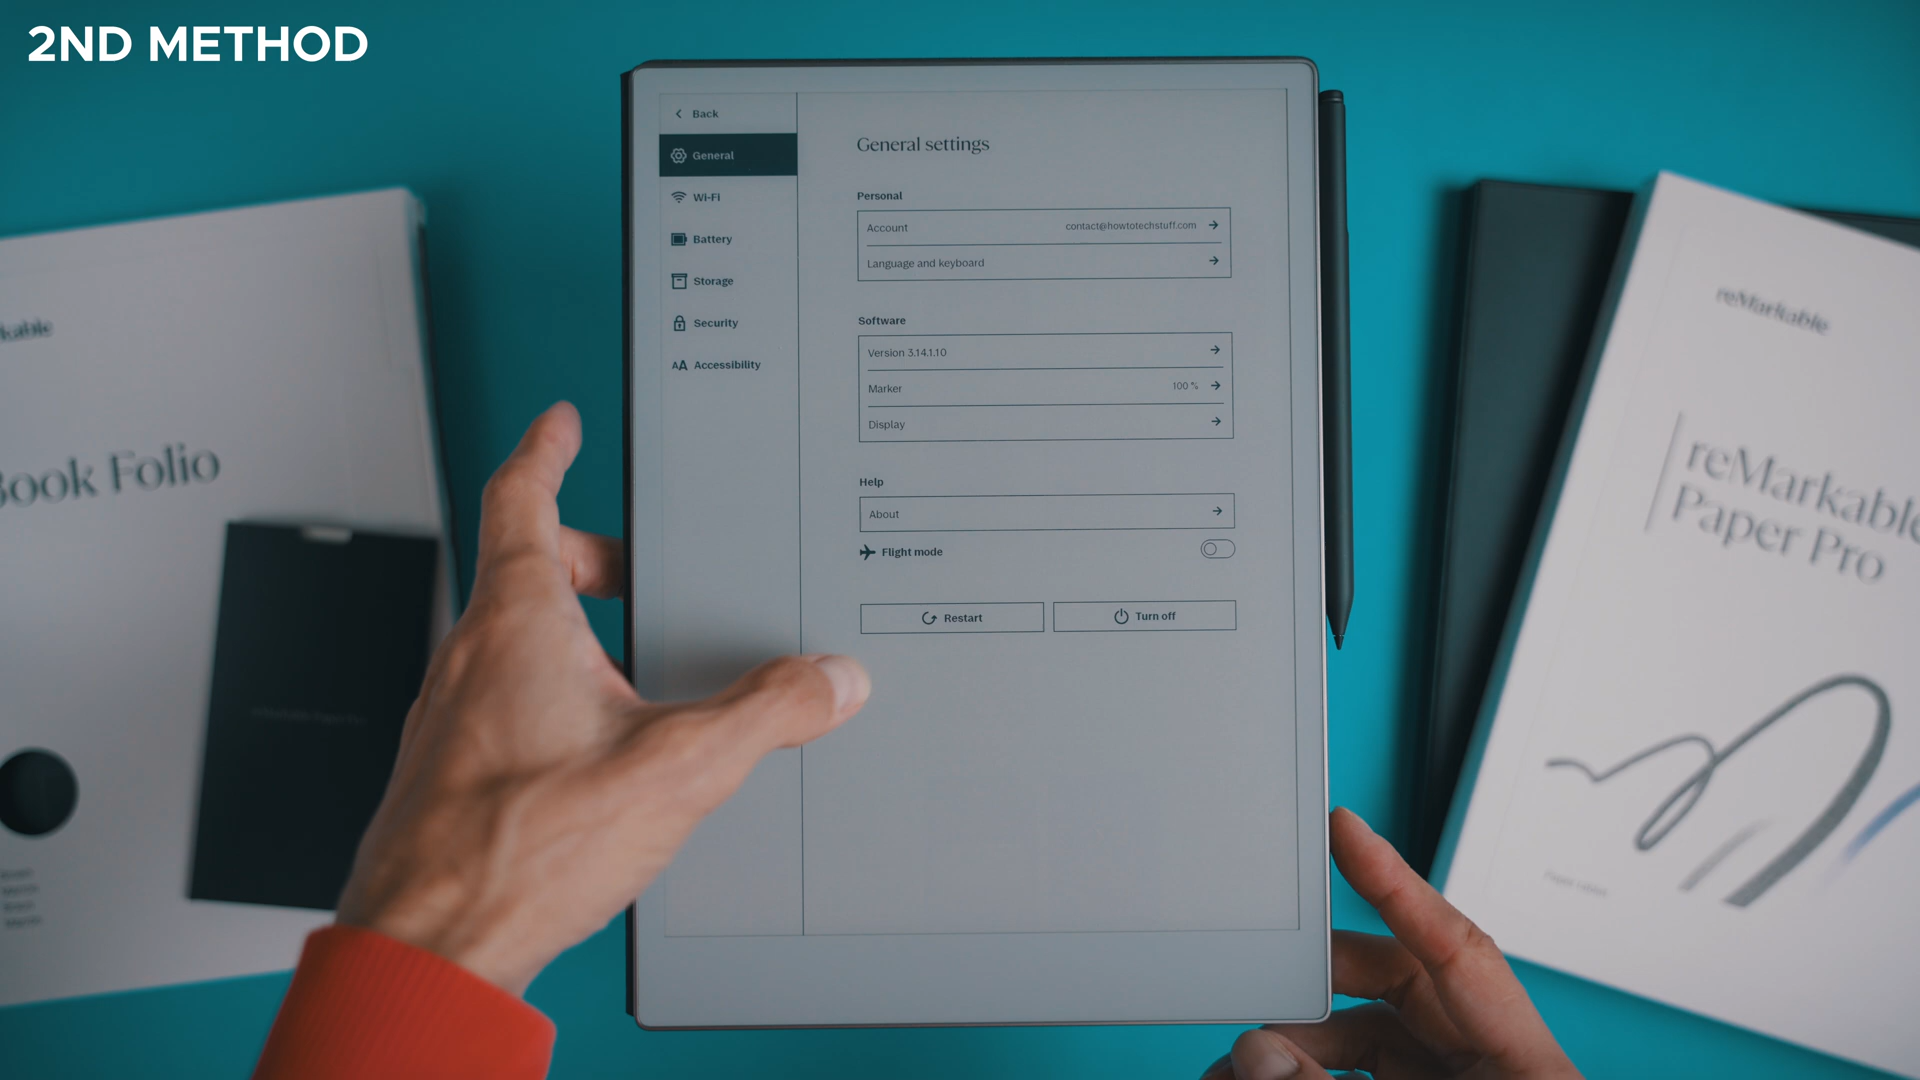 2ND METHOD
Back
General
Wi-Fi
Battery
Storage
Security
Accessibility
General settings
Personal
Account contact@howtotechstuff.com
Language and keyboard
Software
Version 3.14.1.10
Marker 100 %
Display
Help
About
Flight mode
Restart Turn off
kable
Book Folio
reMarkable
reMarkable
Paper Pro